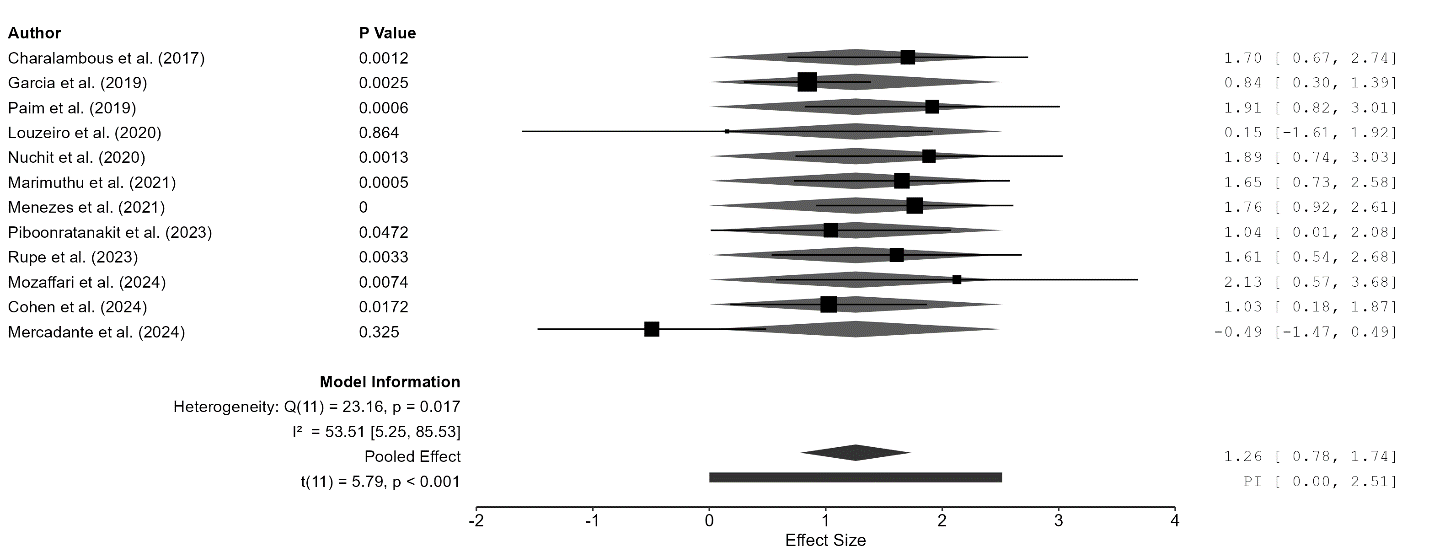 Author P Value
Charalambous et al. (2017) 0.0012 1.70 [ 0.67, 2.74]
Garcia et al. (2019) 0.0025 0.84 [ 0.30, 1.39]
Paim et al. (2019) 0.0006 1.91 [ 0.82, 3.01]
Louzeiro et al. (2020) 0.864 0.15 [-1.61, 1.92]
Nuchit et al. (2020) 0.0013 1.89 [ 0.74, 3.03]
Marimuthu et al. (2021) 0.0005 1.65 [ 0.73, 2.58]
Menezes et al. (2021) 0 1.76 [ 0.92, 2.61]
Piboonratanakit et al. (2023) 0.0472 1.04 [ 0.01, 2.08]
Rupe et al. (2023) 0.0033 1.61 [ 0.54, 2.68]
Mozaffari et al. (2024) 0.0074 2.13 [ 0.57, 3.68]
Cohen et al. (2024) 0.0172 1.03 [ 0.18, 1.87]
Mercadante et al. (2024) 0.325 -0.49 [-1.47, 0.49]
Model Information
Heterogeneity: Q(11) = 23.16, p = 0.017
I² = 53.51 [5.25, 85.53]
Pooled Effect 1.26 [ 0.78, 1.74]
t(11) = 5.79, p < 0.001 PI [ 0.00, 2.51]
-2 -1 0 1 2 3 4
Effect Size